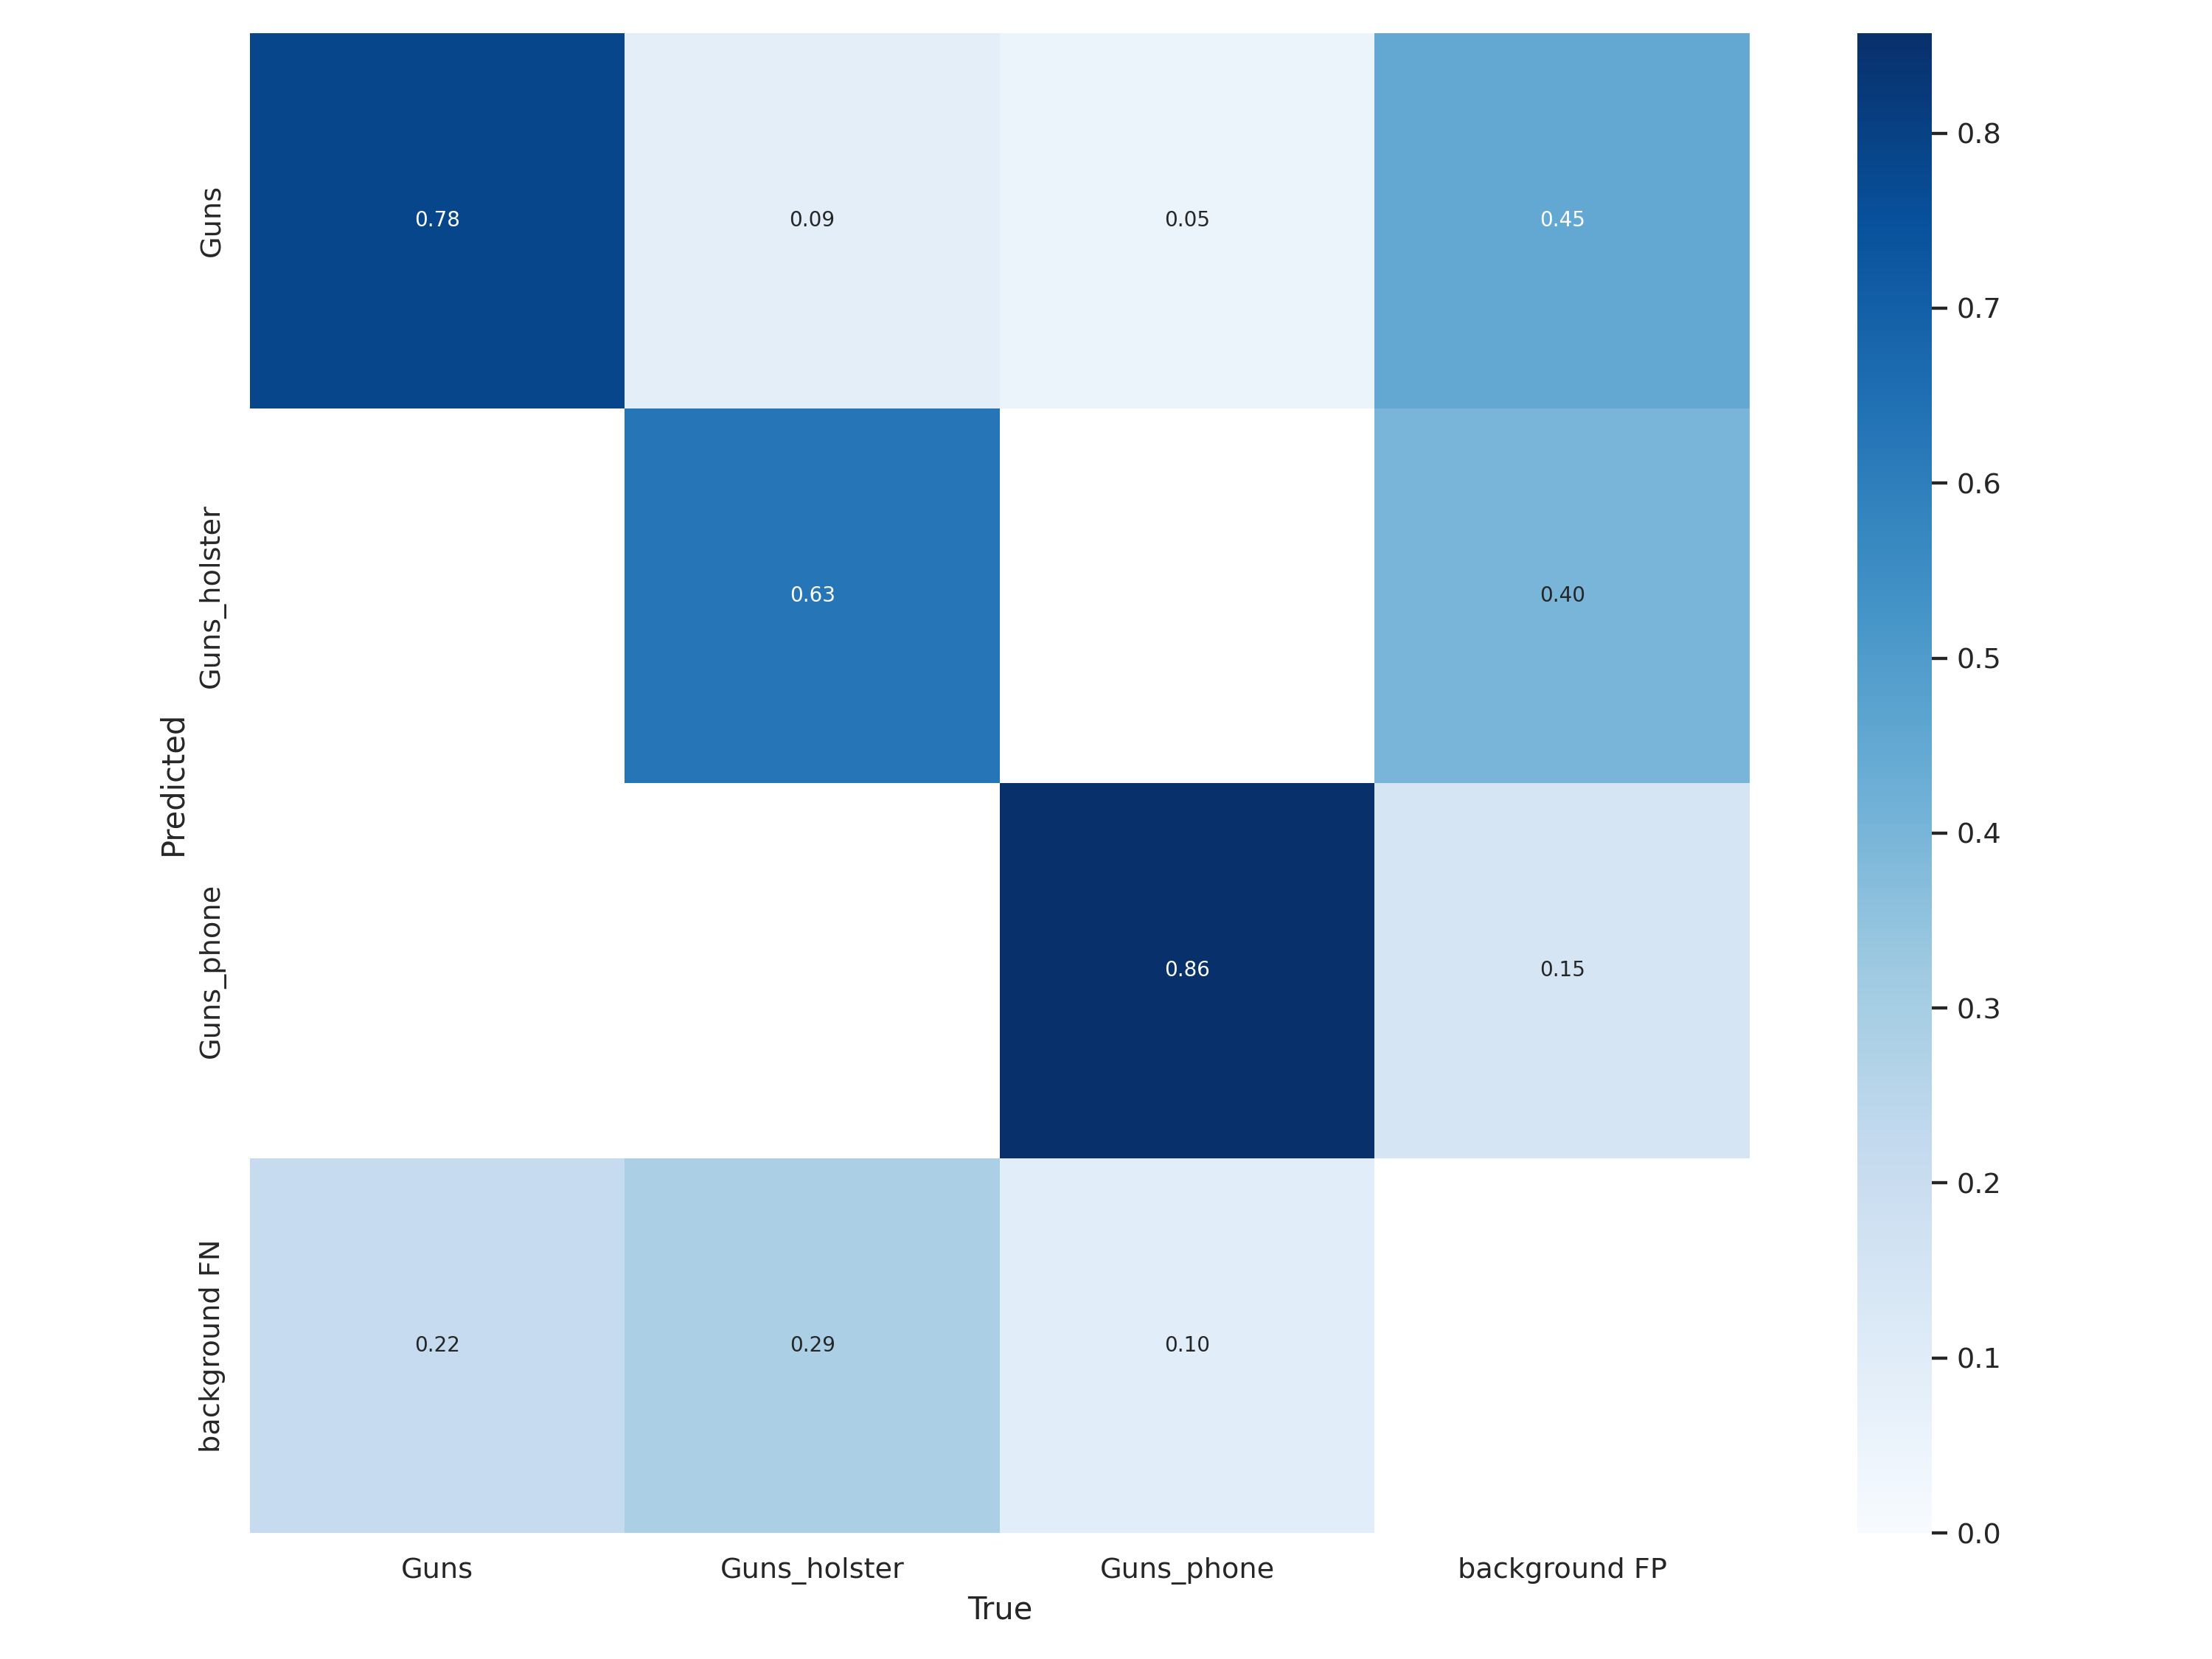 Predicted
Guns
0.78
0.09
0.05
0.45
Guns_holster
0.63
0.40
Guns_phone
0.86
0.15
background FN
0.22
0.29
0.10
Guns
Guns_holster
Guns_phone
background FP
True
0.8
0.7
0.6
0.5
0.4
0.3
0.2
0.1
0.0